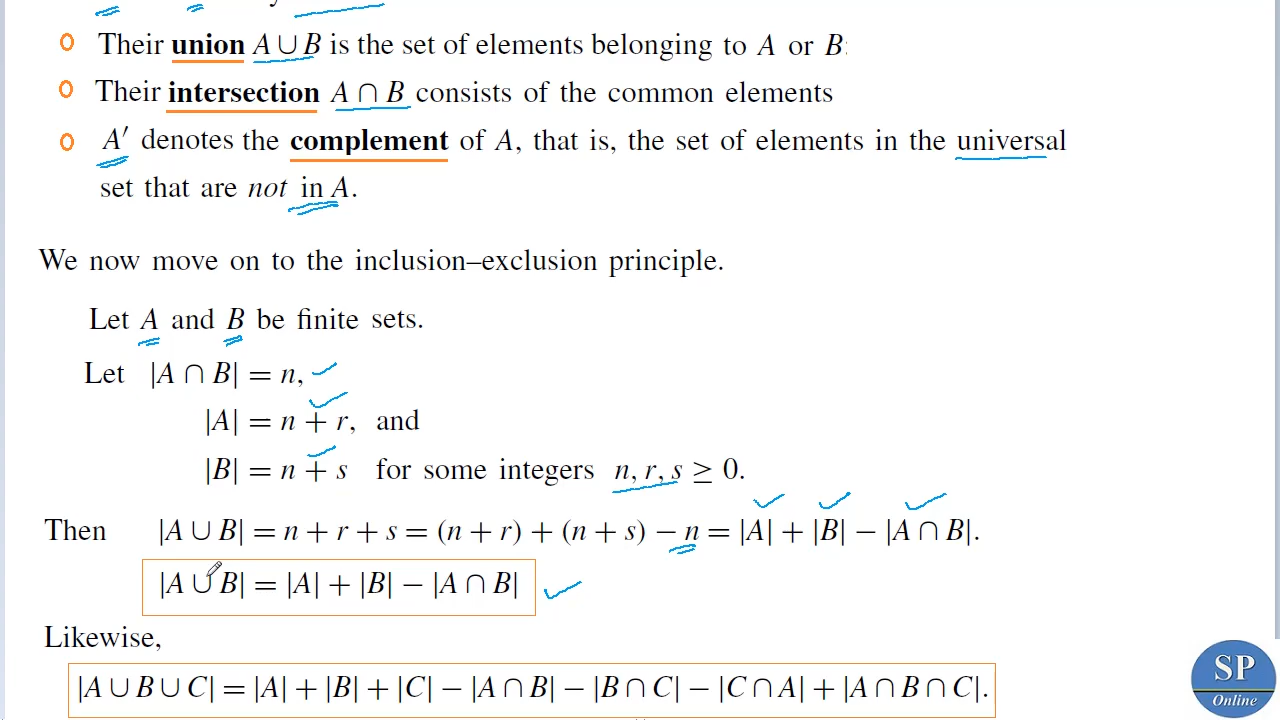 Their union A ∪ B is the set of elements belonging to A or B.
Their intersection A ∩ B consists of the common elements
A′ denotes the complement of A, that is, the set of elements in the universal
set that are not in A.
We now move on to the inclusion–exclusion principle.
Let A and B be finite sets.
Let |A ∩ B| = n,
|A| = n + r, and
|B| = n + s for some integers n, r, s ≥ 0.
Then |A ∪ B| = n + r + s = (n + r) + (n + s) − n = |A| + |B| − |A ∩ B|.
|A ∪ B| = |A| + |B| − |A ∩ B|
Likewise,
|A ∪ B ∪ C| = |A| + |B| + |C| − |A ∩ B| − |B ∩ C| − |C ∩ A| + |A ∩ B ∩ C|.
SP
Online